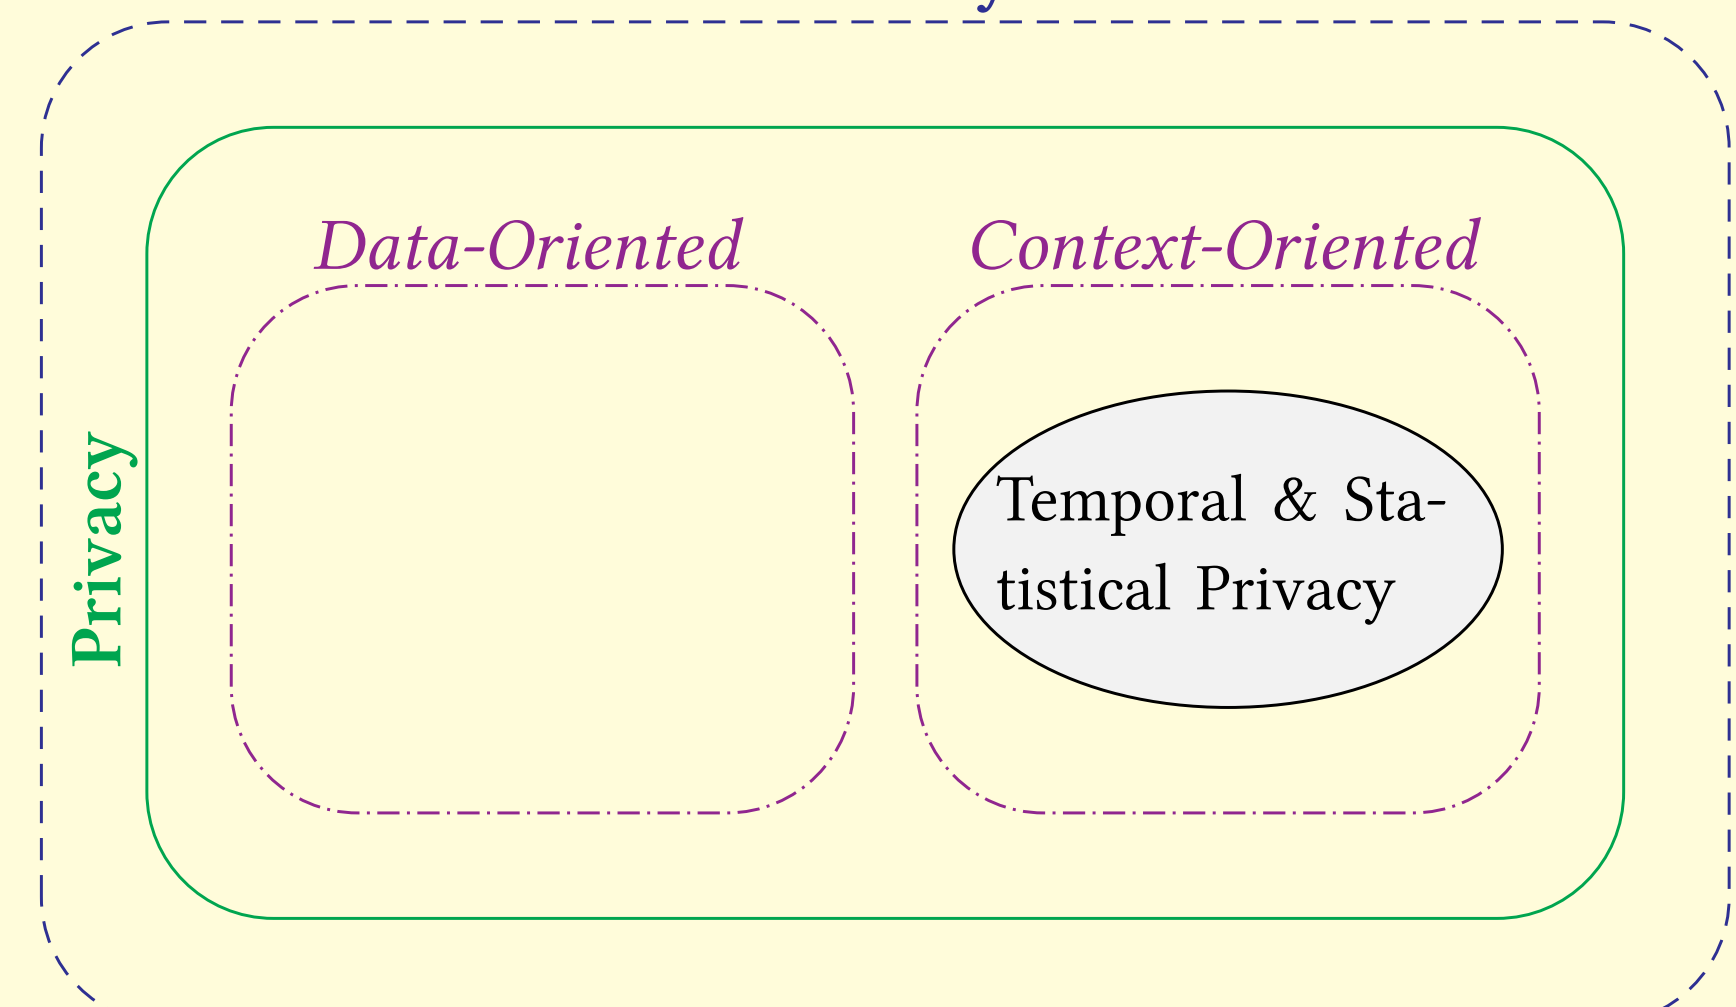 Data-Oriented
Context-Oriented
Privacy
Temporal & Sta-
tistical Privacy